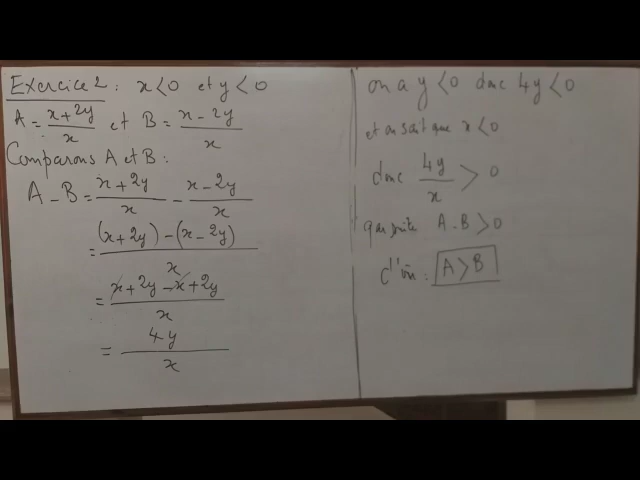 Exercice 2 : x<0 et y<0
A = x+2y/x et B = x-2y/x
Comparons A et B :
A-B = x+2y/x - x-2y/x
= (x+2y)-(x-2y)/x
= x+2y-x+2y/x
= 4y/x
on a y<0 donc 4y<0
et on sait que x<0
donc 4y/x > 0
par suite A-B>0
d'où : A>B